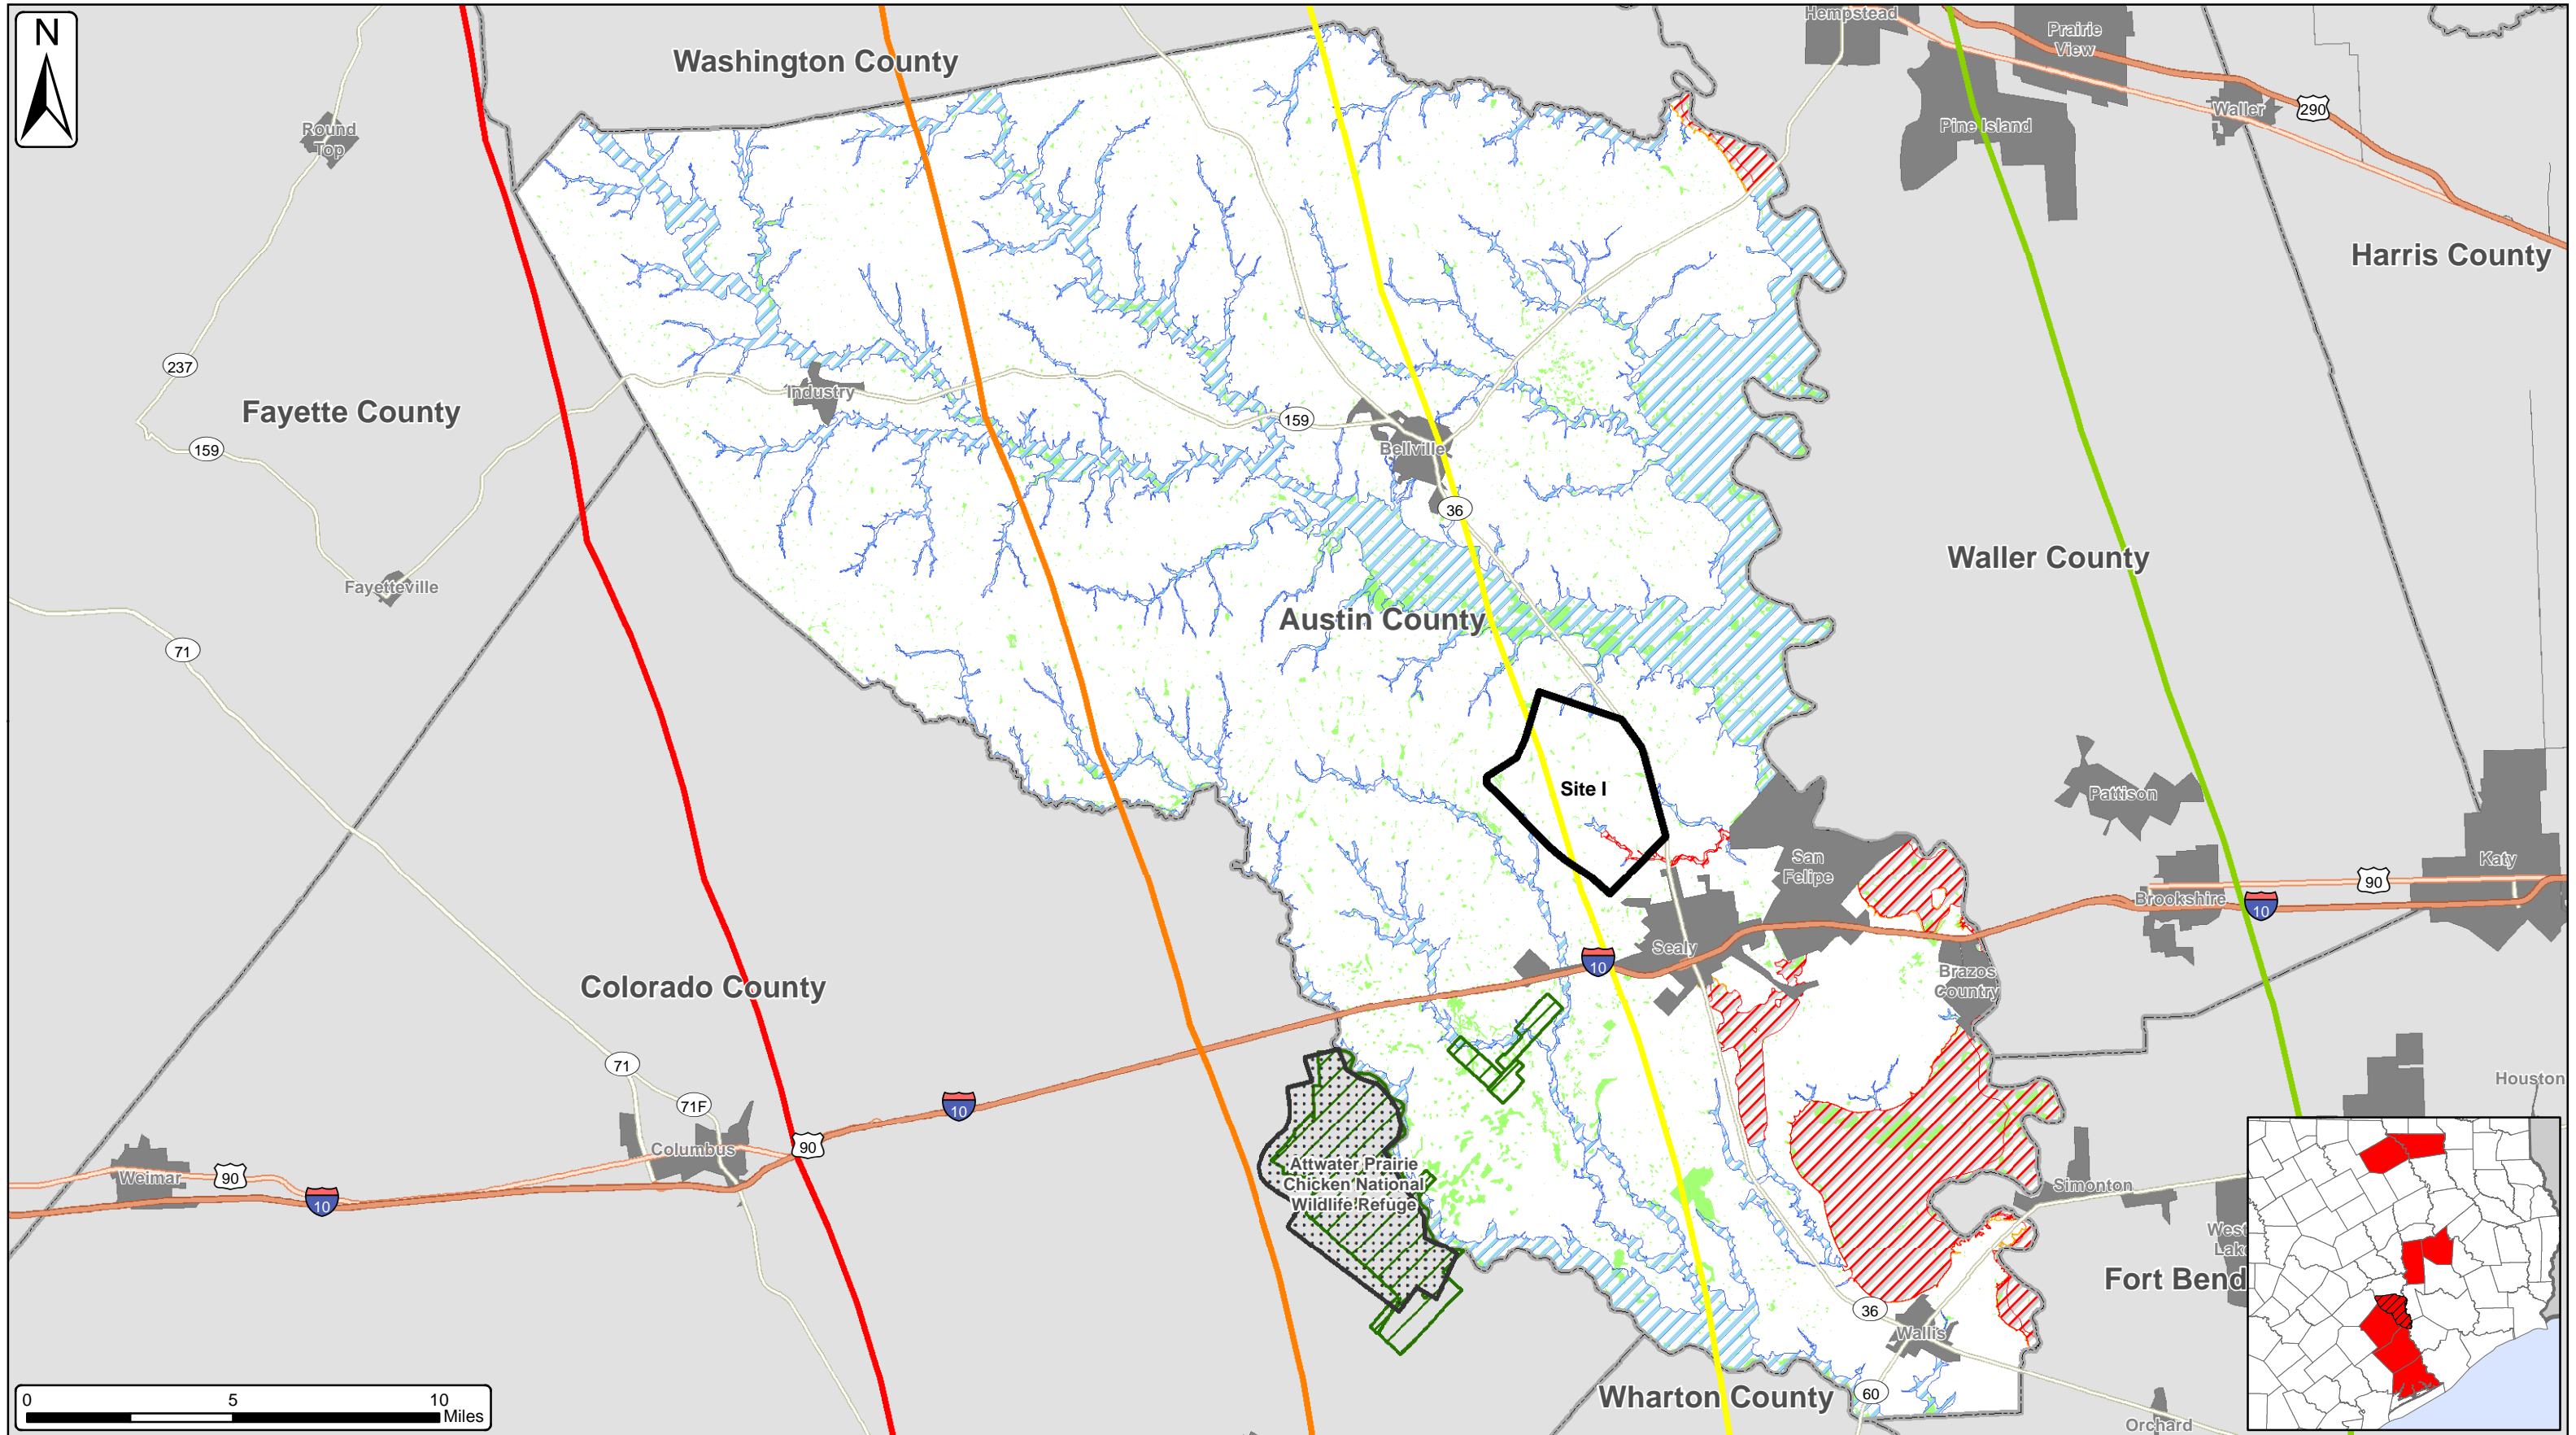 N
Washington County
Hempstead
Prairie
View
Round
Top
Pine Island
Waller
290
Harris County
237
Industry
Fayette County
159
159
Bellville
36
Fayetteville
Waller County
Austin County
71
Site I
Pattison
San
Felipe
Katy
90
Brookshire
10
Sealy
10
Brazos
Country
Colorado County
71
Houston
71F
10
90
Columbus
Weimar
90
10
Attwater Prairie
Chicken National
Wildlife Refuge
Simonton
West
Lak
Fort Bend
36
Wallis
Wharton County
60
Orchard
0 5 10
Miles